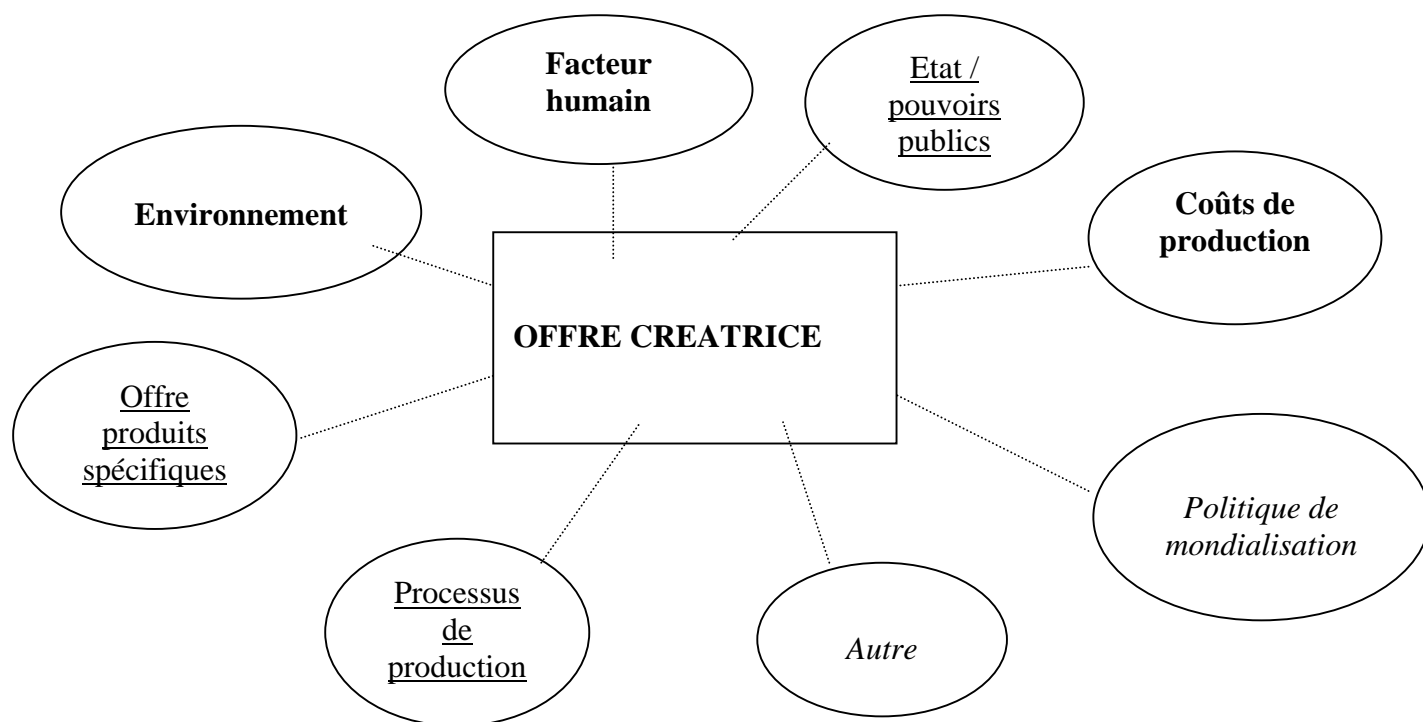 Facteur
humain
Etat /
pouvoirs
publics
Environnement
Coûts de
production
OFFRE CREATRICE
Offre
produits
spécifiques
Politique de
mondialisation
Processus
de
production
Autre